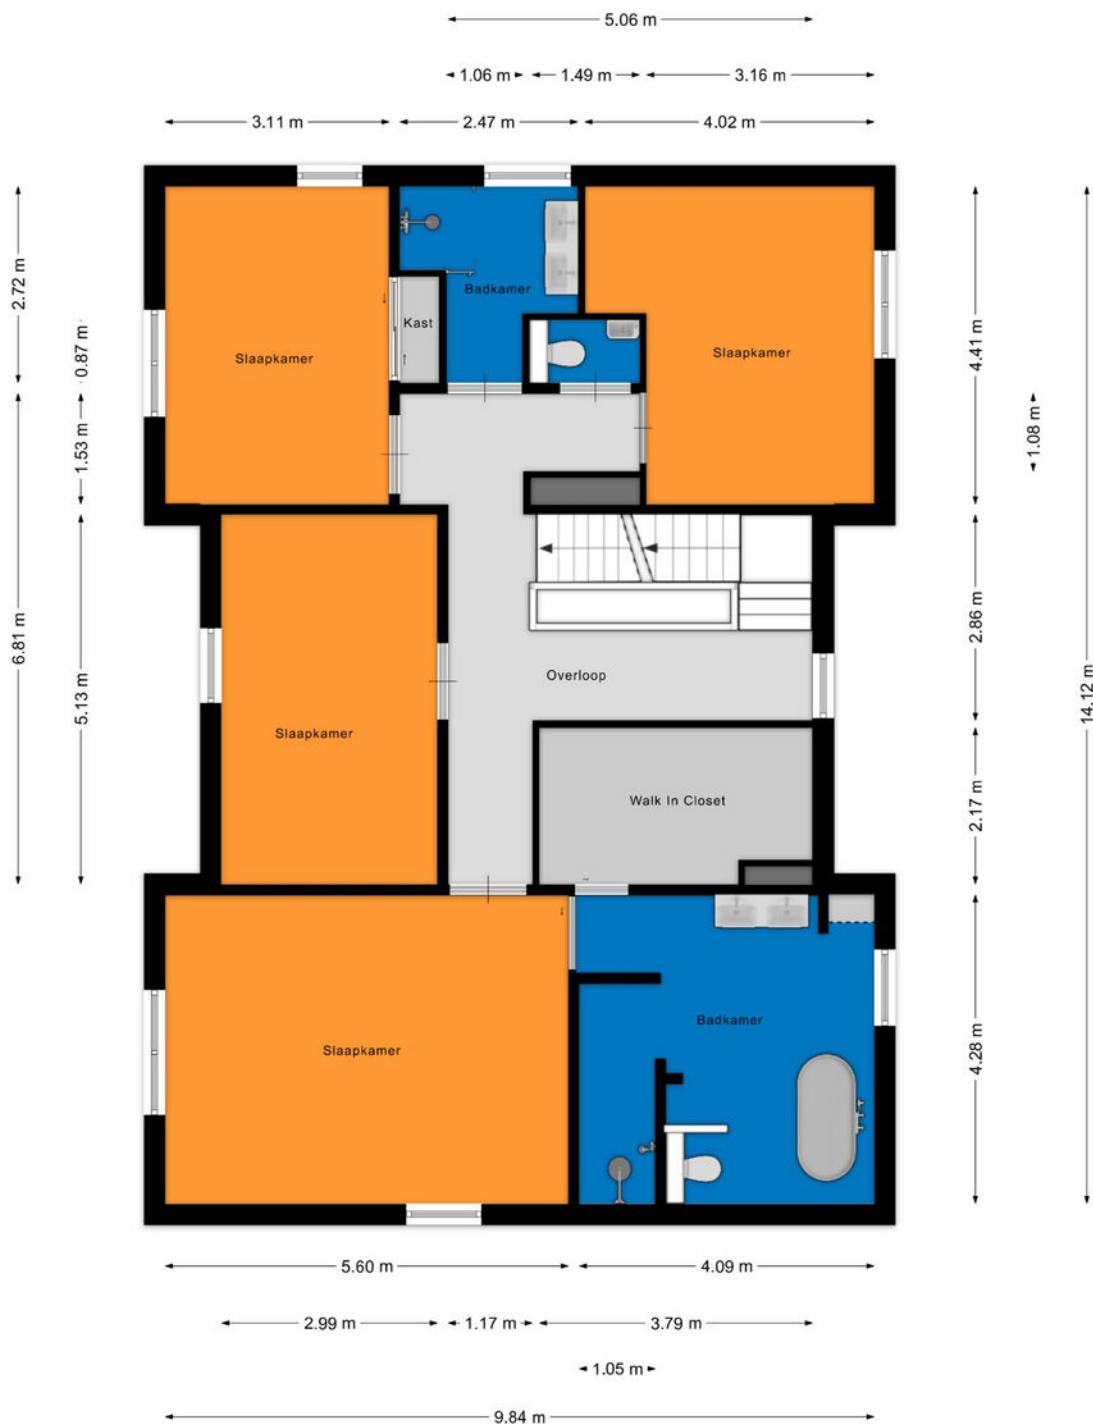 5.06 m
1.06 m
1.49 m
3.16 m
3.11 m
2.47 m
4.02 m
2.72 m
0.87 m
1.53 m
6.81 m
5.13 m
4.41 m
1.08 m
2.86 m
14.12 m
2.17 m
4.28 m
Badkamer
Kast
Slaapkamer
Slaapkamer
Overloop
Slaapkamer
Walk In Closet
Badkamer
Slaapkamer
5.60 m
4.09 m
2.99 m
1.17 m
3.79 m
1.05 m
9.84 m